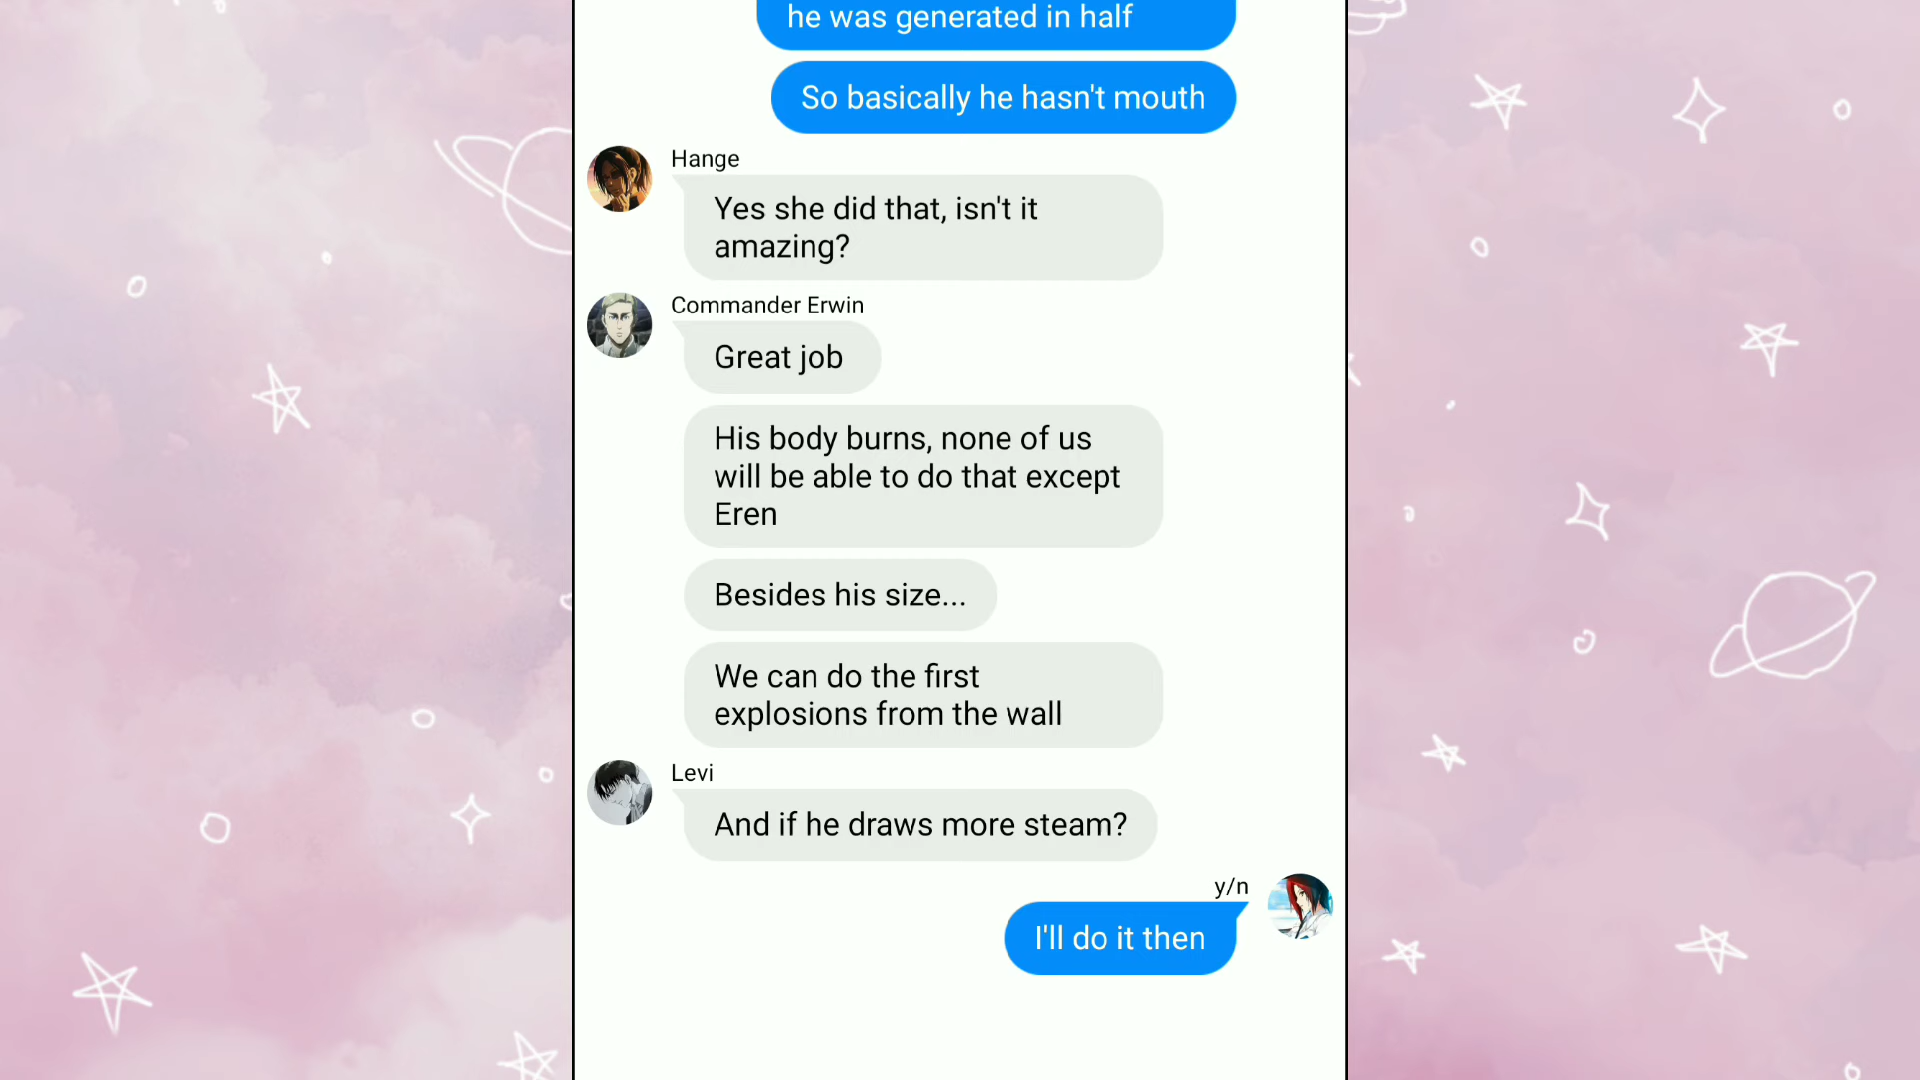 he was generated in half
So basically he hasn't mouth
Hange
Yes she did that, isn't it
amazing?
Commander Erwin
Great job
His body burns, none of us
will be able to do that except
Eren
Besides his size...
We can do the first
explosions from the wall
Levi
And if he draws more steam?
y/n
I'll do it then